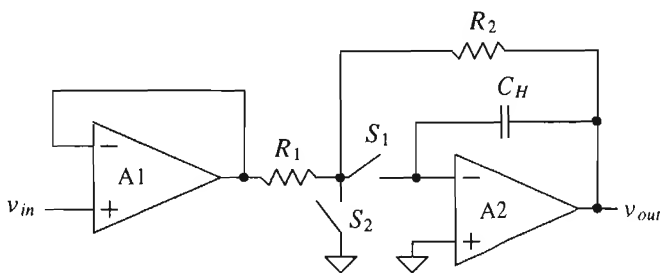 R2
CH
S1
R1
−
A1
+
vin
S2
−
A2
+
vout